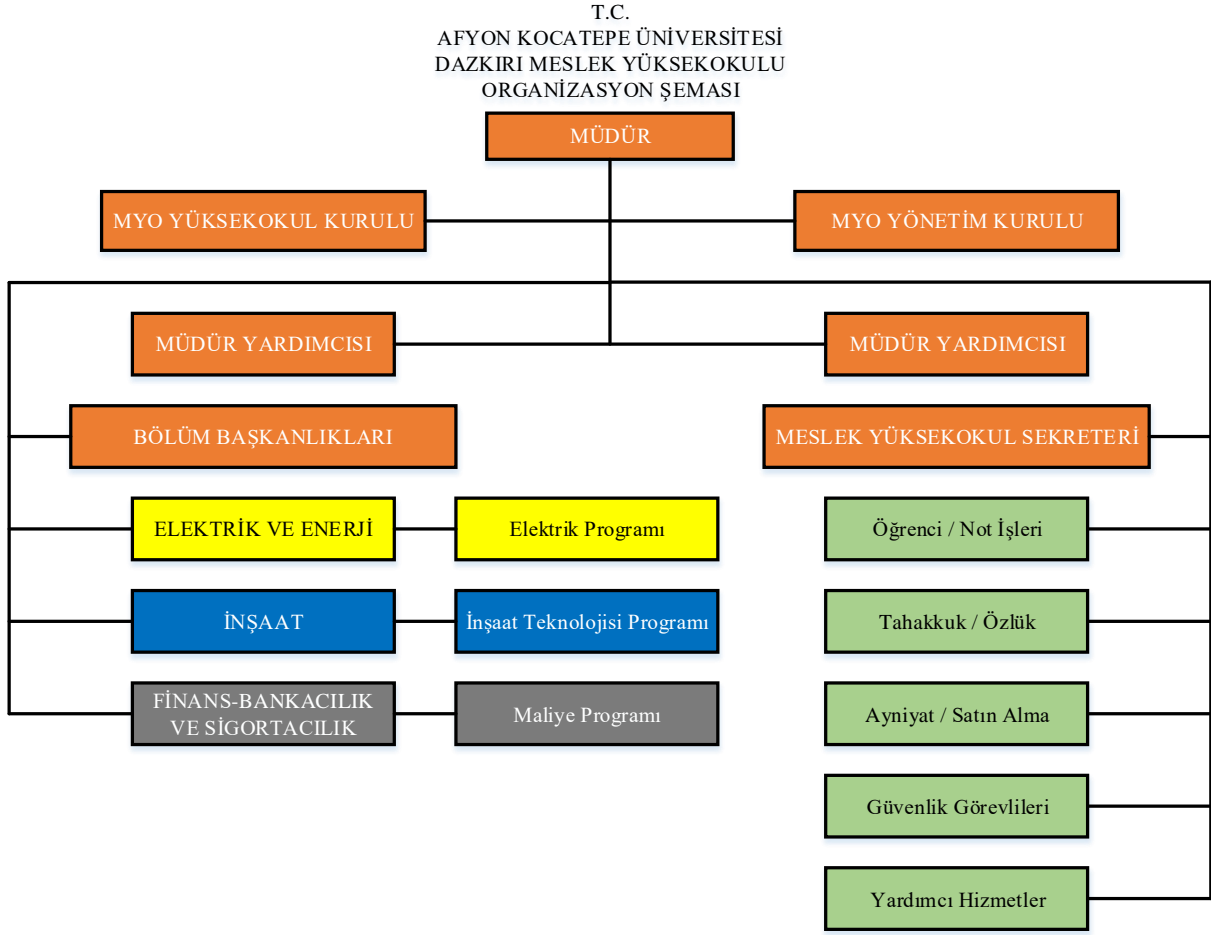 T.C.
AFYON KOCATEPE ÜNİVERSİTESİ
DAZKIRI MESLEK YÜKSEKOKULU
ORGANİZASYON ŞEMASI
MÜDÜR
MYO YÜKSEKOKUL KURULU
MYO YÖNETİM KURULU
MÜDÜR YARDIMCISI
MÜDÜR YARDIMCISI
BÖLÜM BAŞKANLIKLARI
MESLEK YÜKSEKOKUL SEKRETERİ
ELEKTRİK VE ENERJİ
Elektrik Programı
Öğrenci / Not İşleri
İNŞAAT
İnşaat Teknolojisi Programı
Tahakkuk / Özlük
FİNANS-BANKACILIK
VE SİGORTACILIK
Maliye Programı
Ayniyat / Satın Alma
Güvenlik Görevlileri
Yardımcı Hizmetler